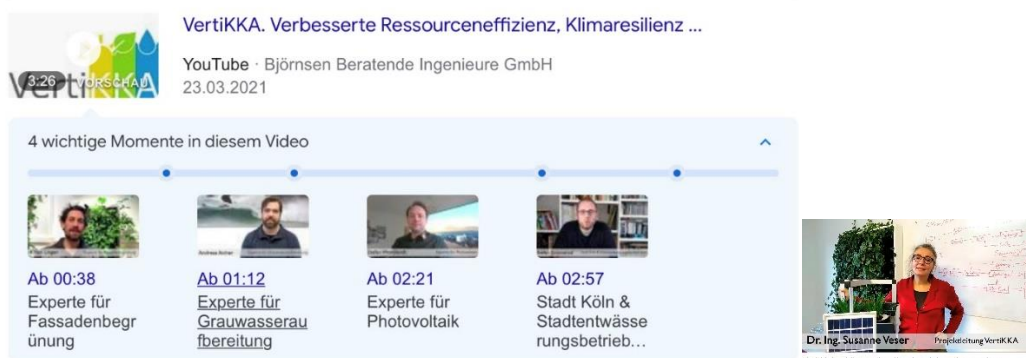 VertiKKA. Verbesserte Ressourceneffizienz, Klimaresilienz ...
YouTube · Björnsen Beratende Ingenieure GmbH
23.03.2021
VertiKKA
3:26 VORSCHAU
4 wichtige Momente in diesem Video
Ab 00:38
Experte für
Fassadenbegr
ünung
Ab 01:12
Experte für
Grauwasserau
fbereitung
Ab 02:21
Experte für
Photovoltaik
Ab 02:57
Stadt Köln &
Stadtentwässe
rungsbetrieb...
Dr. Ing. Susanne Veser Projektleitung VertiKKA